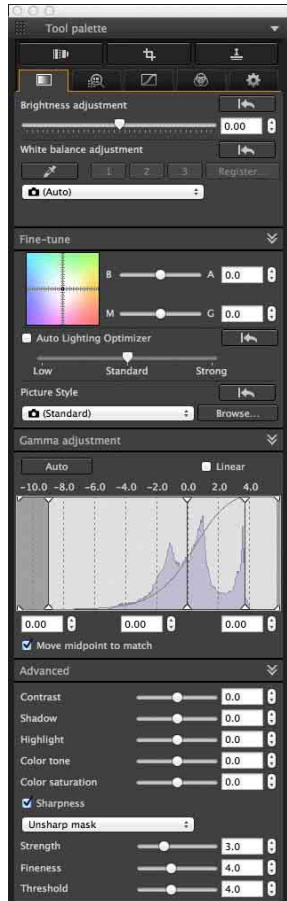 Tool palette
Brightness adjustment
0.00
White balance adjustment
1 2 3 Register...
(Auto)
Fine-tune
B A 0.0
M G 0.0
Auto Lighting Optimizer
Low Standard Strong
Picture Style
(Standard) Browse...
Gamma adjustment
Auto Linear
-10.0 -8.0 -6.0 -4.0 -2.0 0.0 2.0 4.0
0.00 0.00 0.00
Move midpoint to match
Advanced
Contrast 0.0
Shadow 0.0
Highlight 0.0
Color tone 0.0
Color saturation 0.0
Sharpness
Unsharp mask
Strength 3.0
Fineness 4.0
Threshold 4.0